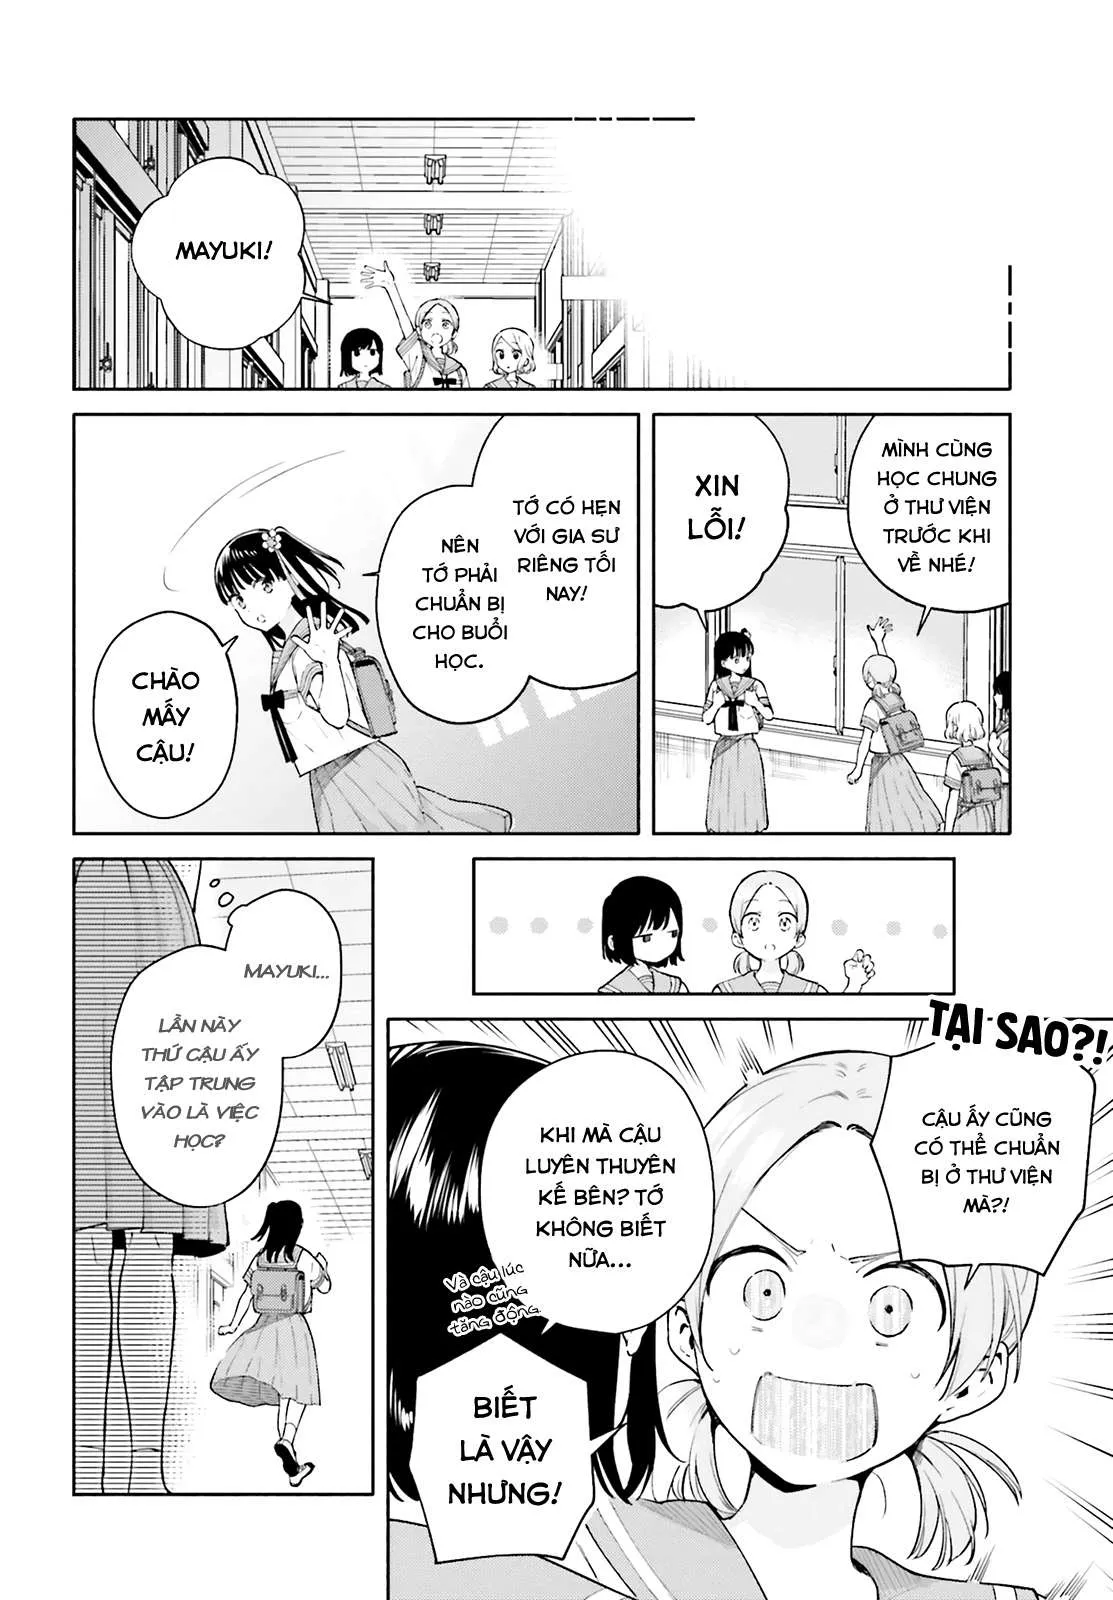 MAYUKI!
MÌNH CÙNG
HỌC CHUNG
Ở THƯ VIỆN
TRƯỚC KHI
VỀ NHÉ!
XIN
LỖI!
TỚ CÓ HẸN
VỚI GIA SƯ
RIÊNG TỐI
NAY!
NÊN
TỚ PHẢI
CHUẨN BỊ
CHO BUỔI
HỌC.
CHÀO
MẤY
CẬU!
TẠI SAO?!
CẬU ẤY CŨNG
CÓ THỂ CHUẨN
BỊ Ở THƯ VIỆN
MÀ?!
KHI MÀ CẬU
LUYÊN THUYÊN
KẾ BÊN? TỚ
KHÔNG BIẾT
NỮA...
Và cậu lúc
nào cũng
tăng động.
BIẾT
LÀ VẬY
NHƯNG!
MAYUKI...
LẦN NÀY
THỨ CẬU ẤY
TẬP TRUNG
VÀO LÀ VIỆC
HỌC?